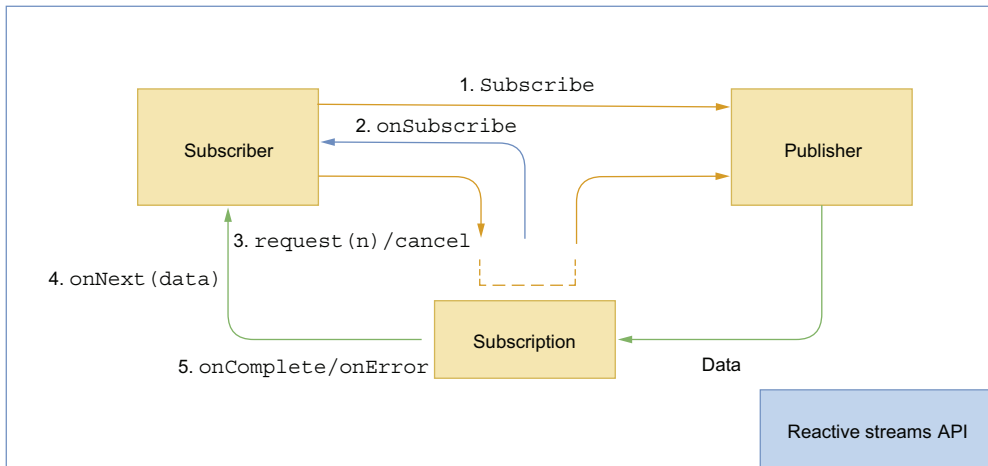 1. Subscribe
2. onSubscribe
Subscriber
Publisher
3. request(n)/cancel
4. onNext(data)
Subscription
5. onComplete/onError
Data
Reactive streams API